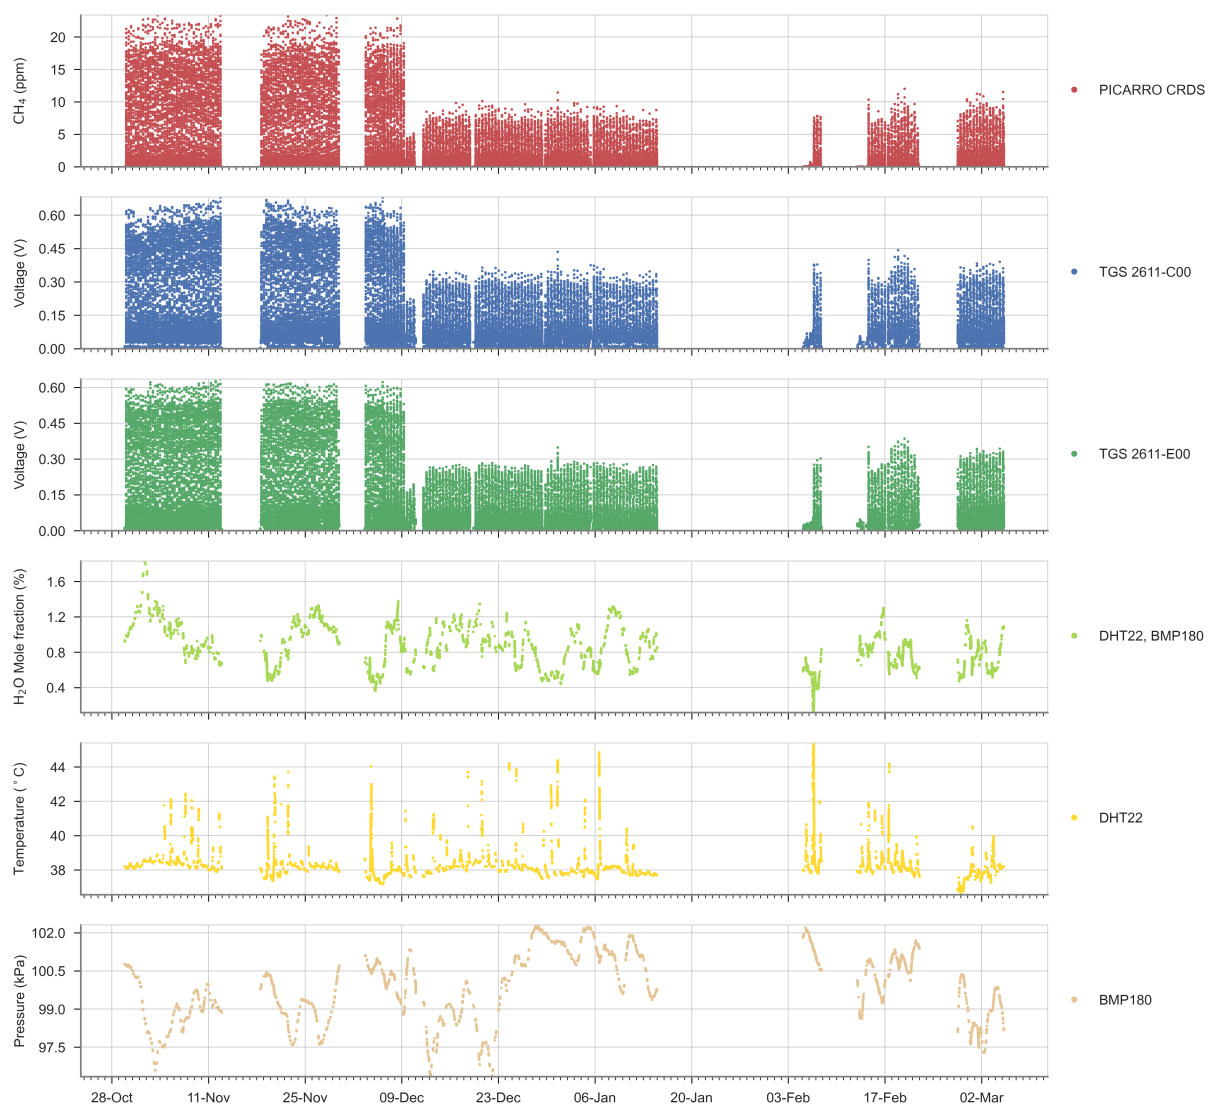 CH4 (ppm)
20
15
10
5
0
PICARRO CRDS
Voltage (V)
0.60
0.45
0.30
0.15
0.00
TGS 2611-C00
Voltage (V)
0.60
0.45
0.30
0.15
0.00
TGS 2611-E00
H2O Mole fraction (%)
1.6
1.2
0.8
0.4
DHT22, BMP180
Temperature (°C)
44
42
40
38
DHT22
Pressure (kPa)
102.0
100.5
99.0
97.5
BMP180
28-Oct 11-Nov 25-Nov 09-Dec 23-Dec 06-Jan 20-Jan 03-Feb 17-Feb 02-Mar